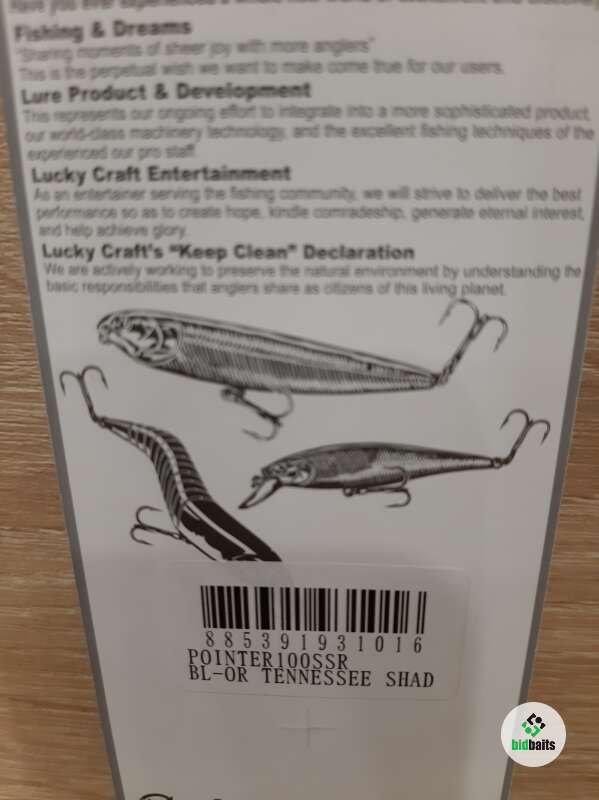 Have you ever experienced a
Fishing & Dreams
"Sharing moments of sheer joy with more anglers"
This is the perpetual wish we want to make come true for our users.
Lure Product & Development
This represents our ongoing effort to integrate into a more sophisticated product,
our world-class machinery technology, and the excellent fishing techniques of the
experienced our pro staff.
Lucky Craft Entertainment
As an entertainer serving the fishing community, we will strive to deliver the best
performance so as to create hope, kindle comradeship, generate eternal interest,
and help achieve glory.
Lucky Craft's "Keep Clean" Declaration
We are actively working to preserve the natural environment by understanding the
basic responsibilities that anglers share as citizens of this living planet.
885391931016
POINTER100SSR
BL-OR TENNESSEE SHAD
bidbaits